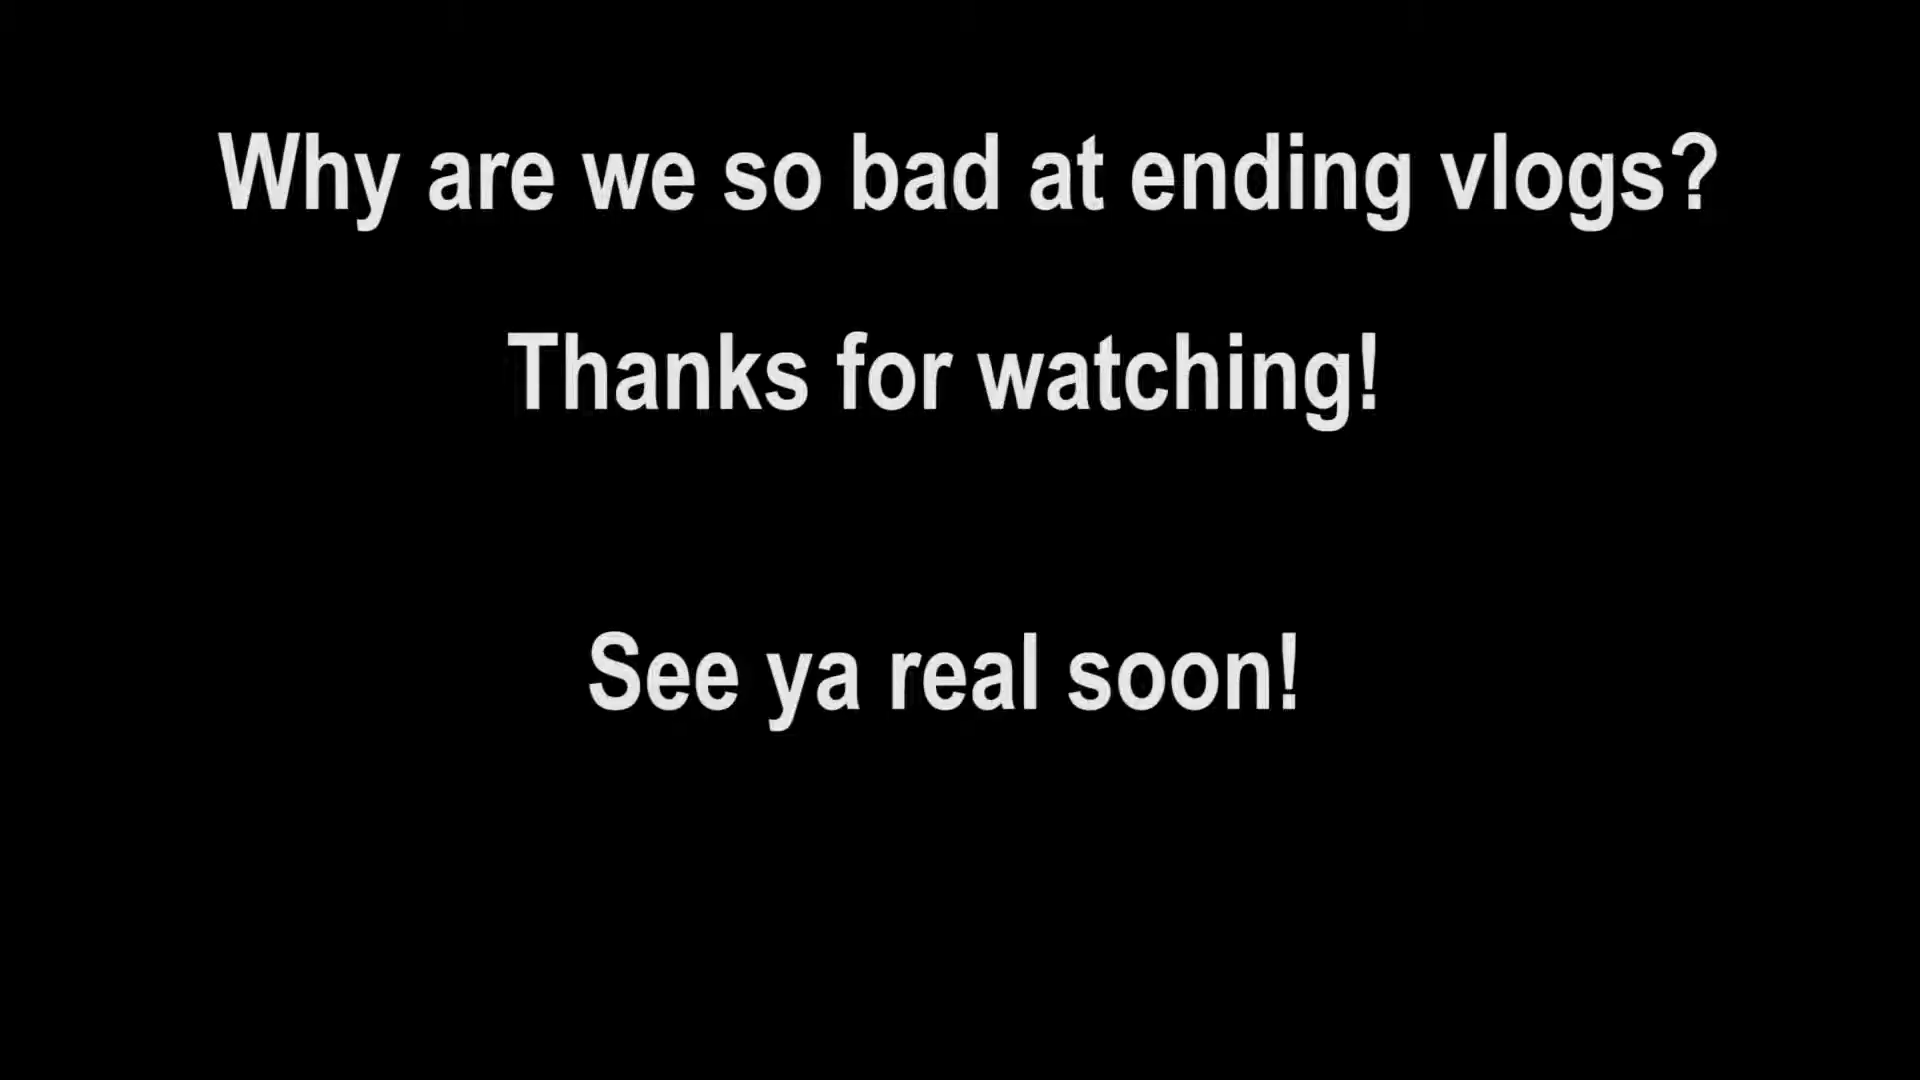 Why are we so bad at ending vlogs?
Thanks for watching!
See ya real soon!